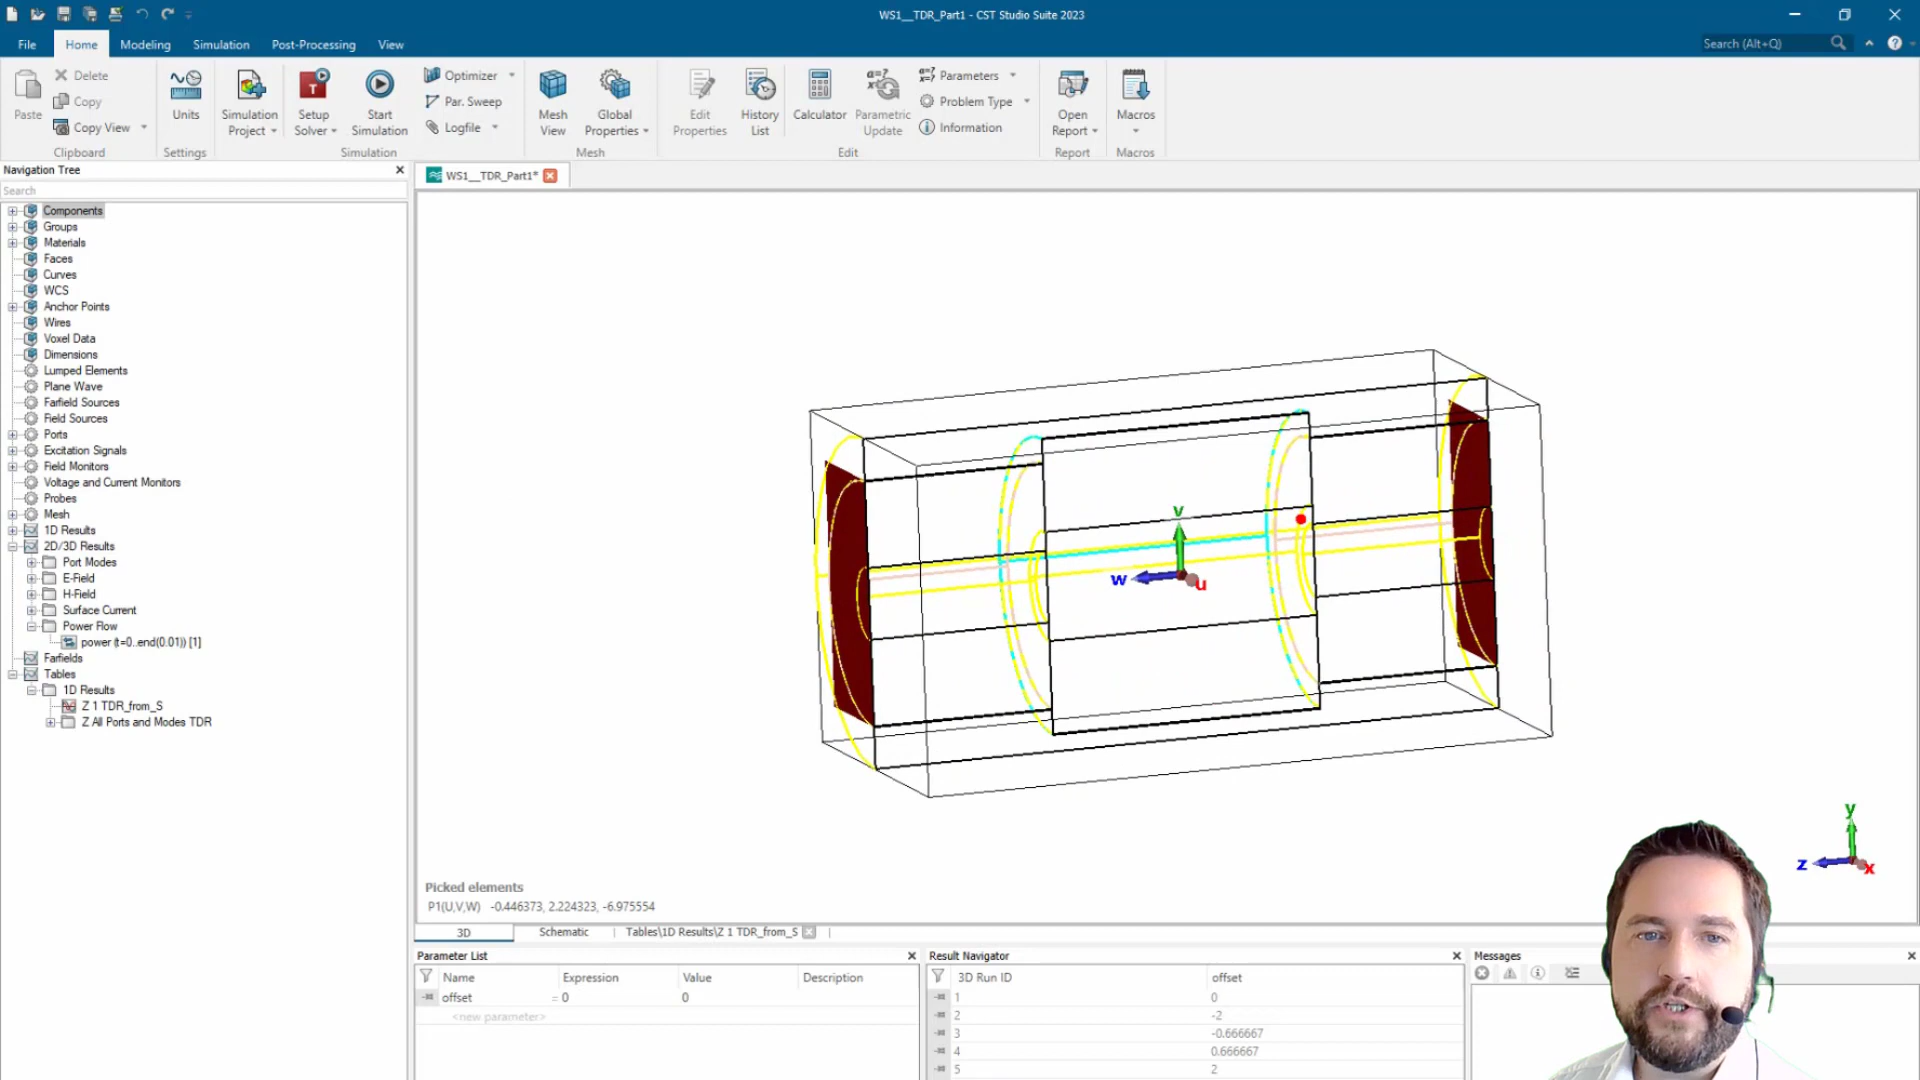 WS1__TDR_Part1 - CST Studio Suite 2023
File
Home
Modeling
Simulation
Post-Processing
View
Search (Alt+Q)
Paste
Delete
Copy
Copy View
Clipboard
Units
Settings
Simulation
Project
Setup
Solver
Start
Simulation
Optimizer
Par. Sweep
Logfile
Simulation
Mesh
View
Global
Properties
Mesh
Edit
Properties
History
List
Calculator
Parametric
Update
Parameters
Problem Type
Information
Edit
Open
Report
Report
Macros
Macros
Navigation Tree
Search
Components
Groups
Materials
Faces
Curves
WCS
Anchor Points
Wires
Voxel Data
Dimensions
Lumped Elements
Plane Wave
Farfield Sources
Field Sources
Ports
Excitation Signals
Field Monitors
Voltage and Current Monitors
Probes
Mesh
1D Results
2D/3D Results
Port Modes
E-Field
H-Field
Surface Current
Power Flow
power (t=0..end(0.01)) [1]
Farfields
Tables
1D Results
Z 1 TDR_from_S
Z All Ports and Modes TDR
WS1__TDR_Part1*
v
w
u
y
z
x
Picked elements
P1(U,V,W) -0.446373, 2.224323, -6.975554
3D
Schematic
Tables\1D Results\Z 1 TDR_from_S
Parameter List
Name Expression Value Description
offset = 0 0
<new parameter>
Result Navigator
3D Run ID offset
1 0
2 -2
3 -0.666667
4 0.666667
5 2
Messages